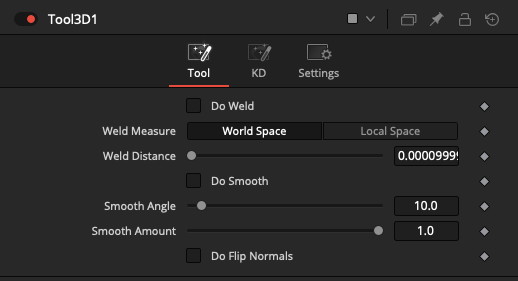 Tool3D1
Tool KD Settings
Do Weld
Weld Measure World Space Local Space
Weld Distance 0.0000999
Do Smooth
Smooth Angle 10.0
Smooth Amount 1.0
Do Flip Normals